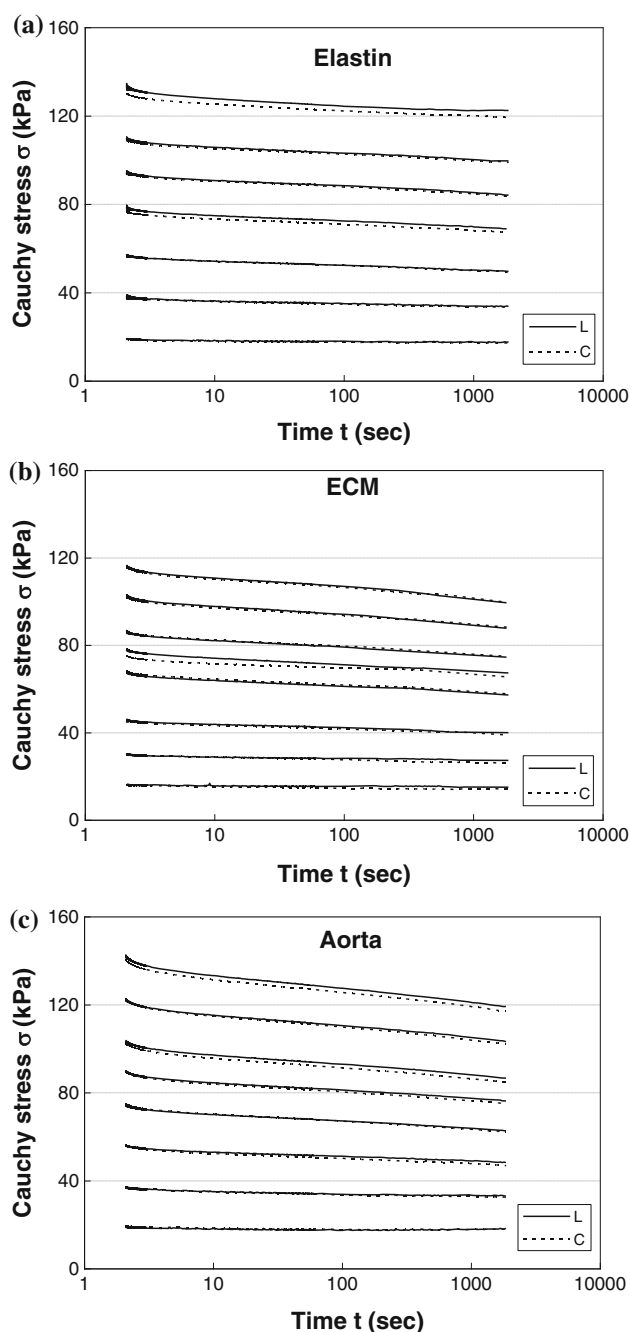 (a)
160
Elastin
120
80
40
0
Cauchy stress σ (kPa)
L
C
1 10 100 1000 10000
Time t (sec)
(b)
160
ECM
120
80
40
0
Cauchy stress σ (kPa)
L
C
1 10 100 1000 10000
Time t (sec)
(c)
160
Aorta
120
80
40
0
Cauchy stress σ (kPa)
L
C
1 10 100 1000 10000
Time t (sec)